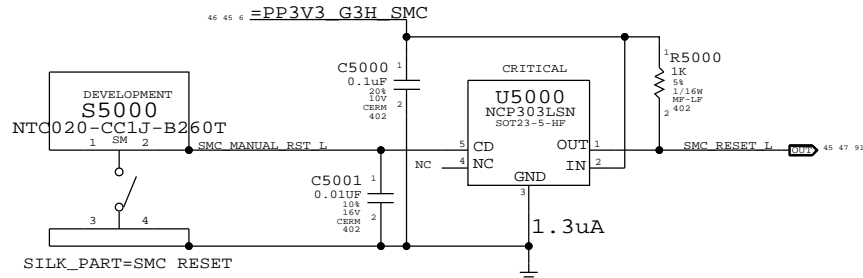 46 45 6 =PP3V3_G3H_SMC
C5000 1
0.1uF
20%
10V
CERM
402
2
CRITICAL
U5000
NCP303LSN
SOT23-5-HF
1 R5000
1K
5%
1/16W
MF-LF
402
2
DEVELOPMENT
S5000
NTC020-CC1J-B260T
1 SM 2
SMC_MANUAL_RST_L
5 CD
NC 4 NC
OUT 1
IN 2
GND
3
SMC_RESET_L
OUT 45 47 91
C5001 1
0.01UF
10%
16V
CERM
402
2
1.3uA
3 4
SILK_PART=SMC RESET